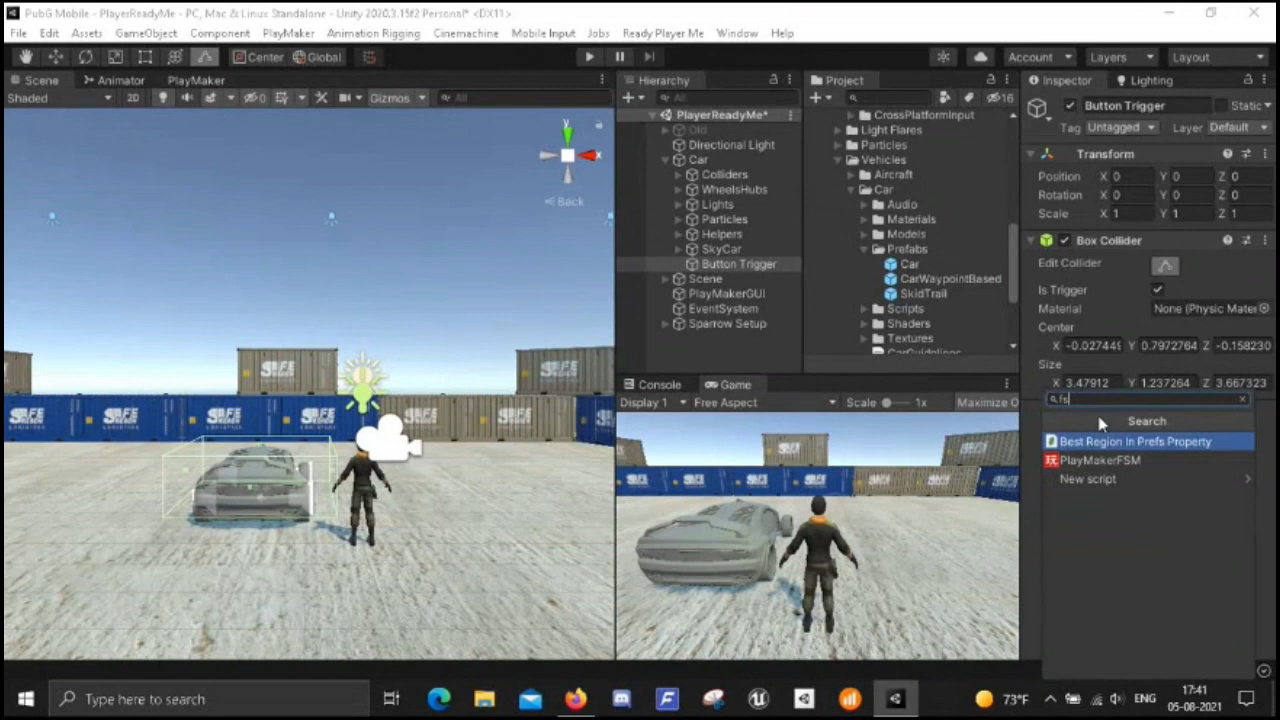 PubG Mobile - PlayerReadyMe - PC, Mac & Linux Standalone - Unity 2020.3.15f2 Personal* <DX11>
File Edit Assets GameObject Component PlayMaker Animation Rigging Cinemachine Mobile Input Jobs Ready Player Me Window Help
Center Global Account Layers Layout
Scene Animator PlayMaker
Shaded 2D 0 Gizmos All
y
x
Back
Hierarchy
All
PlayerReadyMe*
Old
Directional Light
Car
Colliders
WheelsHubs
Lights
Particles
Helpers
SkyCar
Button Trigger
Scene
PlayMakerGUI
EventSystem
Sparrow Setup
Project
16
CrossPlatformInput
Light Flares
Particles
Vehicles
Aircraft
Car
Audio
Materials
Models
Prefabs
Car
CarWaypointBased
SkidTrail
Scripts
Shaders
Textures
CarGuidelines
Console Game
Display 1 Free Aspect Scale 1x Maximize O
Inspector Lighting
Button Trigger Static
Tag Untagged Layer Default
Transform
Position X 0 Y 0 Z 0
Rotation X 0 Y 0 Z 0
Scale X 1 Y 1 Z 1
Box Collider
Edit Collider
Is Trigger
Material None (Physic Mater
Center
X -0.027449 Y 0.7972764 Z -0.158230
Size
X 3.47912 Y 1.237264 Z 3.667323
fs
Search
Best Region In Prefs Property
PlayMakerFSM
New script
Type here to search
73°F ENG 17:41
05-08-2021